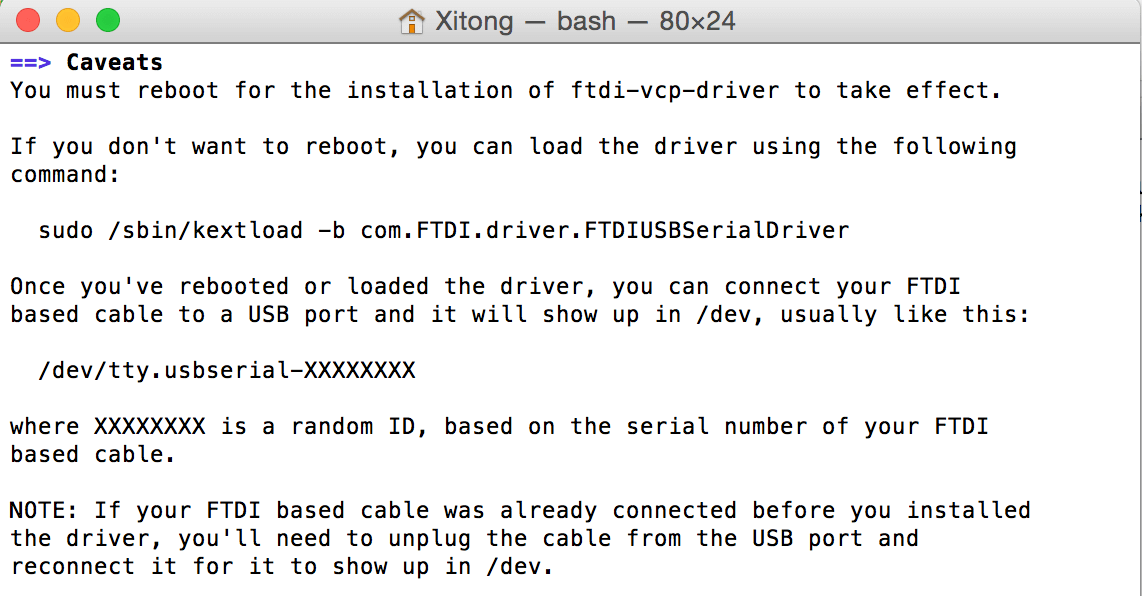 Xitong — bash — 80×24
==> Caveats
You must reboot for the installation of ftdi-vcp-driver to take effect.
If you don't want to reboot, you can load the driver using the following
command:
sudo /sbin/kextload -b com.FTDI.driver.FTDIUSBSerialDriver
Once you've rebooted or loaded the driver, you can connect your FTDI
based cable to a USB port and it will show up in /dev, usually like this:
/dev/tty.usbserial-XXXXXXXX
where XXXXXXXX is a random ID, based on the serial number of your FTDI
based cable.
NOTE: If your FTDI based cable was already connected before you installed
the driver, you'll need to unplug the cable from the USB port and
reconnect it for it to show up in /dev.